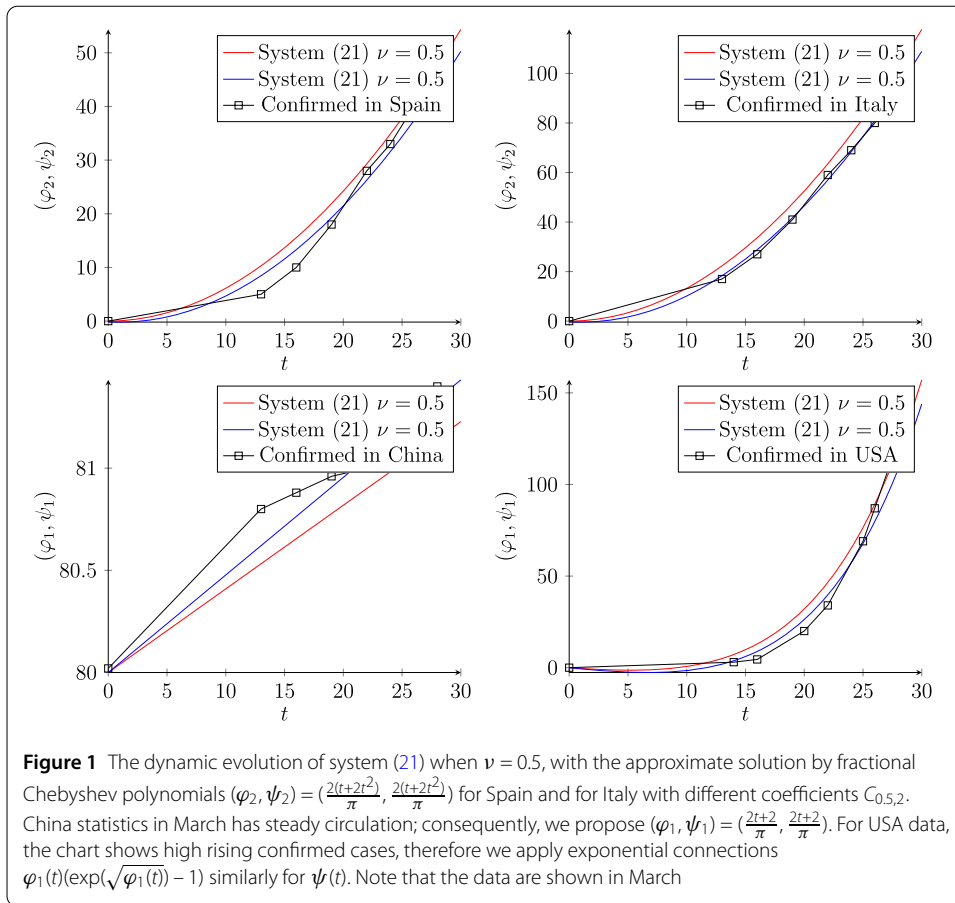 System (21) ν = 0.5
System (21) ν = 0.5
Confirmed in Spain
(φ₂, ψ₂)
50
40
30
20
10
0
0 5 10 15 20 25 30
t
System (21) ν = 0.5
System (21) ν = 0.5
Confirmed in Italy
(φ₂, ψ₂)
100
80
60
40
20
0
0 5 10 15 20 25 30
t
System (21) ν = 0.5
System (21) ν = 0.5
Confirmed in China
(φ₁, ψ₁)
81
80.5
80
0 5 10 15 20 25 30
t
System (21) ν = 0.5
System (21) ν = 0.5
Confirmed in USA
(φ₁, ψ₁)
150
100
50
0
0 5 10 15 20 25 30
t
Figure 1 The dynamic evolution of system (21) when ν = 0.5, with the approximate solution by fractional
Chebyshev polynomials (φ₂, ψ₂) = (2(t+2t²)/π, 2(t+2t²)/π) for Spain and for Italy with different coefficients C₀.₅,₂.
China statistics in March has steady circulation; consequently, we propose (φ₁, ψ₁) = (2t+2/π, 2t+2/π). For USA data,
the chart shows high rising confirmed cases, therefore we apply exponential connections
φ₁(t)(exp(√φ₁(t)) – 1) similarly for ψ(t). Note that the data are shown in March